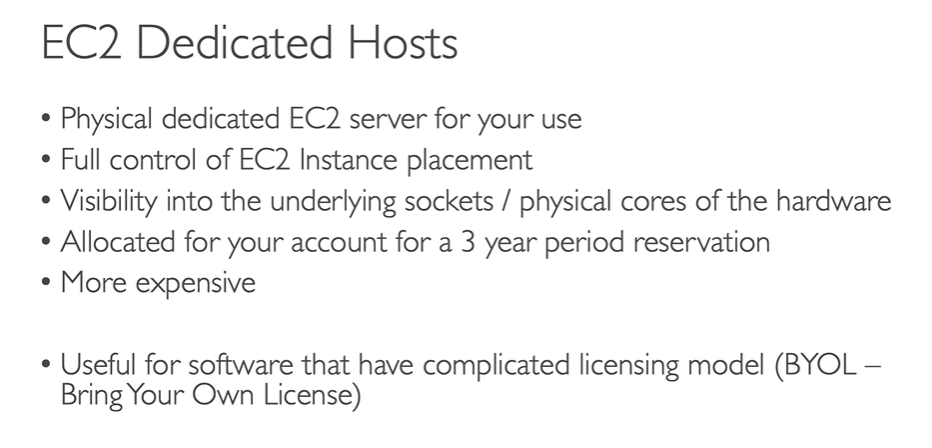 EC2 Dedicated Hosts
• Physical dedicated EC2 server for your use
• Full control of EC2 Instance placement
• Visibility into the underlying sockets / physical cores of the hardware
• Allocated for your account for a 3 year period reservation
• More expensive
• Useful for software that have complicated licensing model (BYOL –
Bring Your Own License)